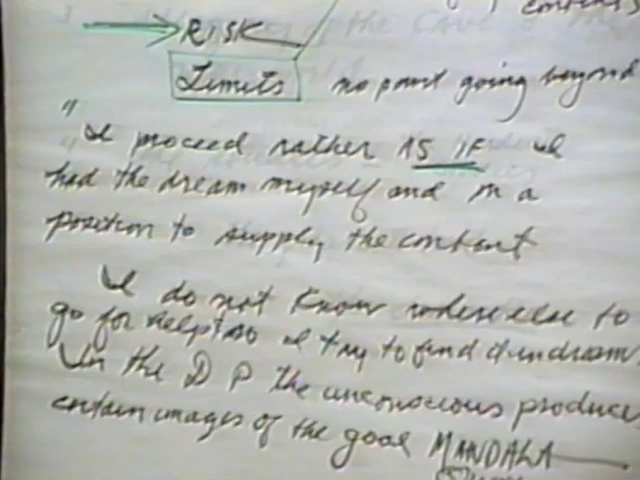 RISK
Limits no point going beyond
" I proceed rather AS IF I
had the dream myself and in a
position to supply the content
I do not know where else to
go for help so I try to find it in dreams
In the D P the unconscious produces
certain images of the goal MANDALA